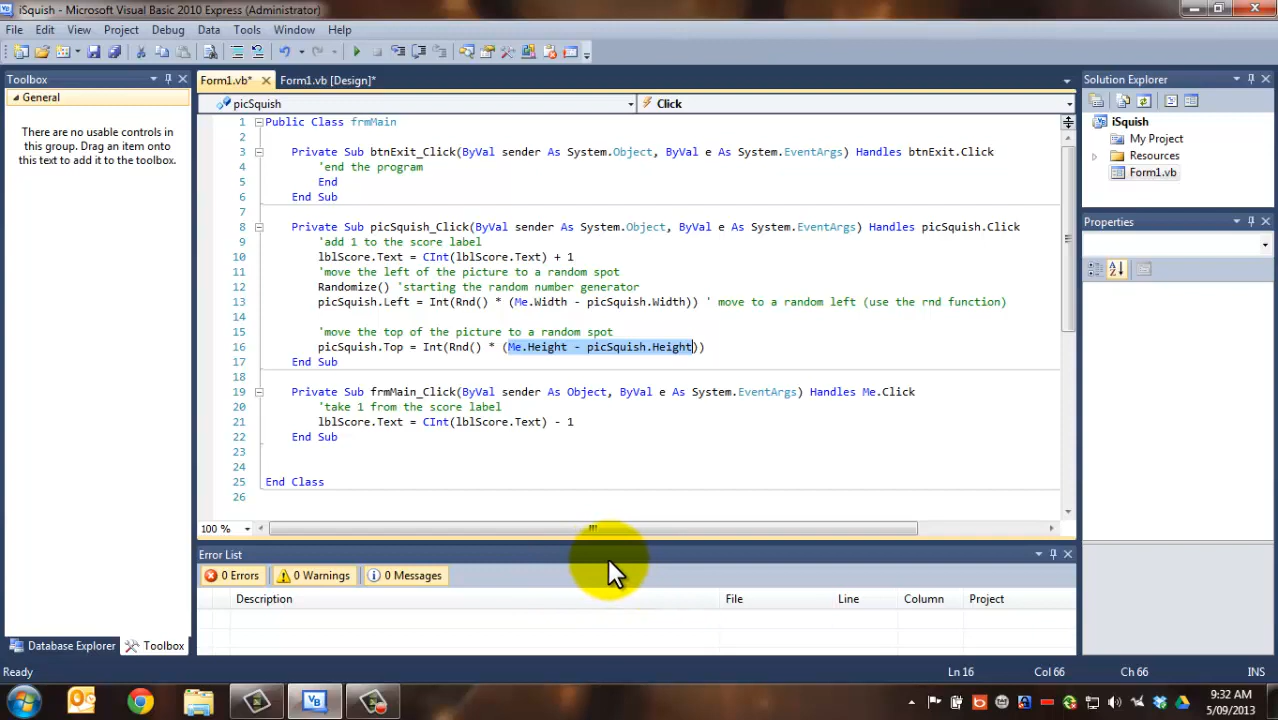 iSquish - Microsoft Visual Basic 2010 Express (Administrator)
File Edit View Project Debug Data Tools Window Help
Toolbox
General
There are no usable controls in
this group. Drag an item onto
this text to add it to the toolbox.
Database Explorer Toolbox
Form1.vb* Form1.vb [Design]*
picSquish Click
1 Public Class frmMain
2
3 Private Sub btnExit_Click(ByVal sender As System.Object, ByVal e As System.EventArgs) Handles btnExit.Click
4 'end the program
5 End
6 End Sub
7
8 Private Sub picSquish_Click(ByVal sender As System.Object, ByVal e As System.EventArgs) Handles picSquish.Click
9 'add 1 to the score label
10 lblScore.Text = CInt(lblScore.Text) + 1
11 'move the left of the picture to a random spot
12 Randomize() 'starting the random number generator
13 picSquish.Left = Int(Rnd() * (Me.Width - picSquish.Width)) ' move to a random left (use the rnd function)
14
15 'move the top of the picture to a random spot
16 picSquish.Top = Int(Rnd() * (Me.Height - picSquish.Height))
17 End Sub
18
19 Private Sub frmMain_Click(ByVal sender As Object, ByVal e As System.EventArgs) Handles Me.Click
20 'take 1 from the score label
21 lblScore.Text = CInt(lblScore.Text) - 1
22 End Sub
23
24
25 End Class
26
100 %
Error List
0 Errors 0 Warnings 0 Messages
Description File Line Column Project
Solution Explorer
iSquish
My Project
Resources
Form1.vb
Properties
Ready Ln 16 Col 66 Ch 66 INS
9:32 AM
5/09/2013